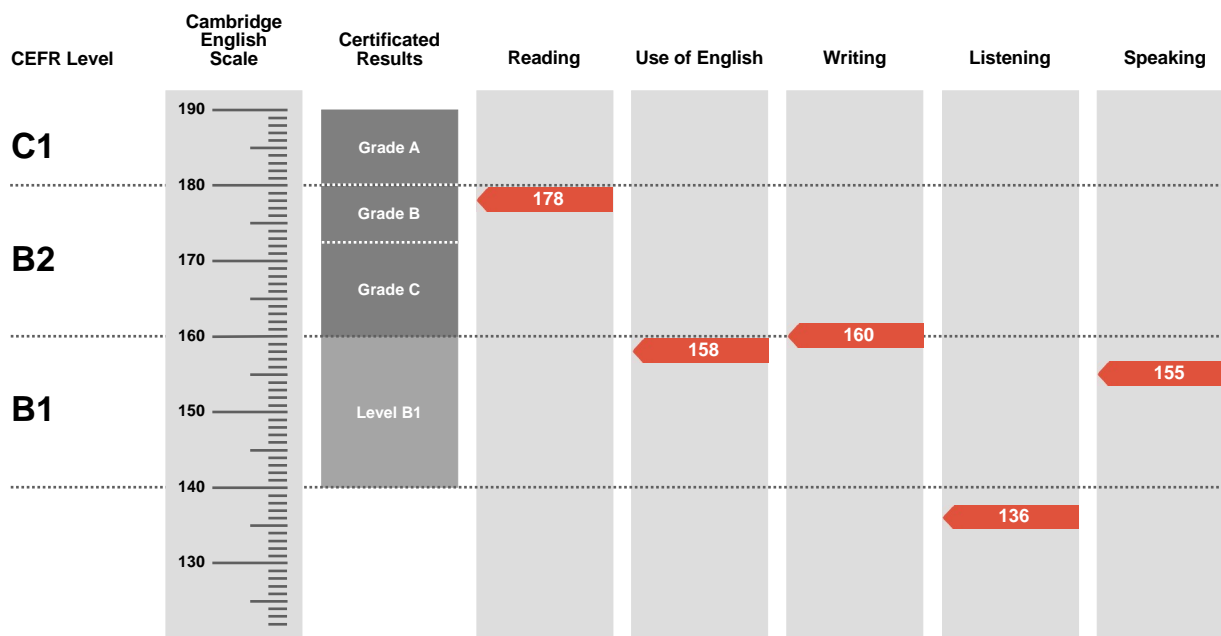 CEFR Level
Cambridge
English
Scale
Certificated
Results
Reading
Use of English
Writing
Listening
Speaking
190
C1
Grade A
180
178
Grade B
B2
170
Grade C
160
160
158
155
B1
150
Level B1
140
136
130